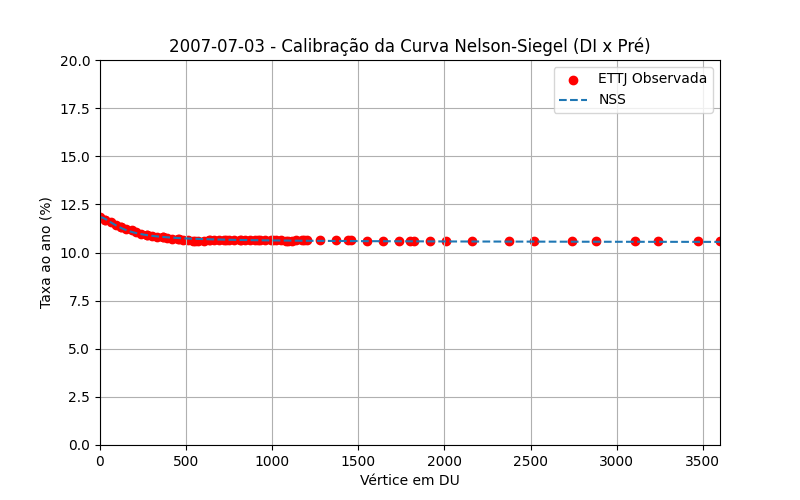 2007-07-03 - Calibração da Curva Nelson-Siegel (DI x Pré)
20.0
17.5
15.0
12.5
10.0
7.5
5.0
2.5
0.0
Taxa ao ano (%)
ETTJ Observada
NSS
0 500 1000 1500 2000 2500 3000 3500
Vértice em DU